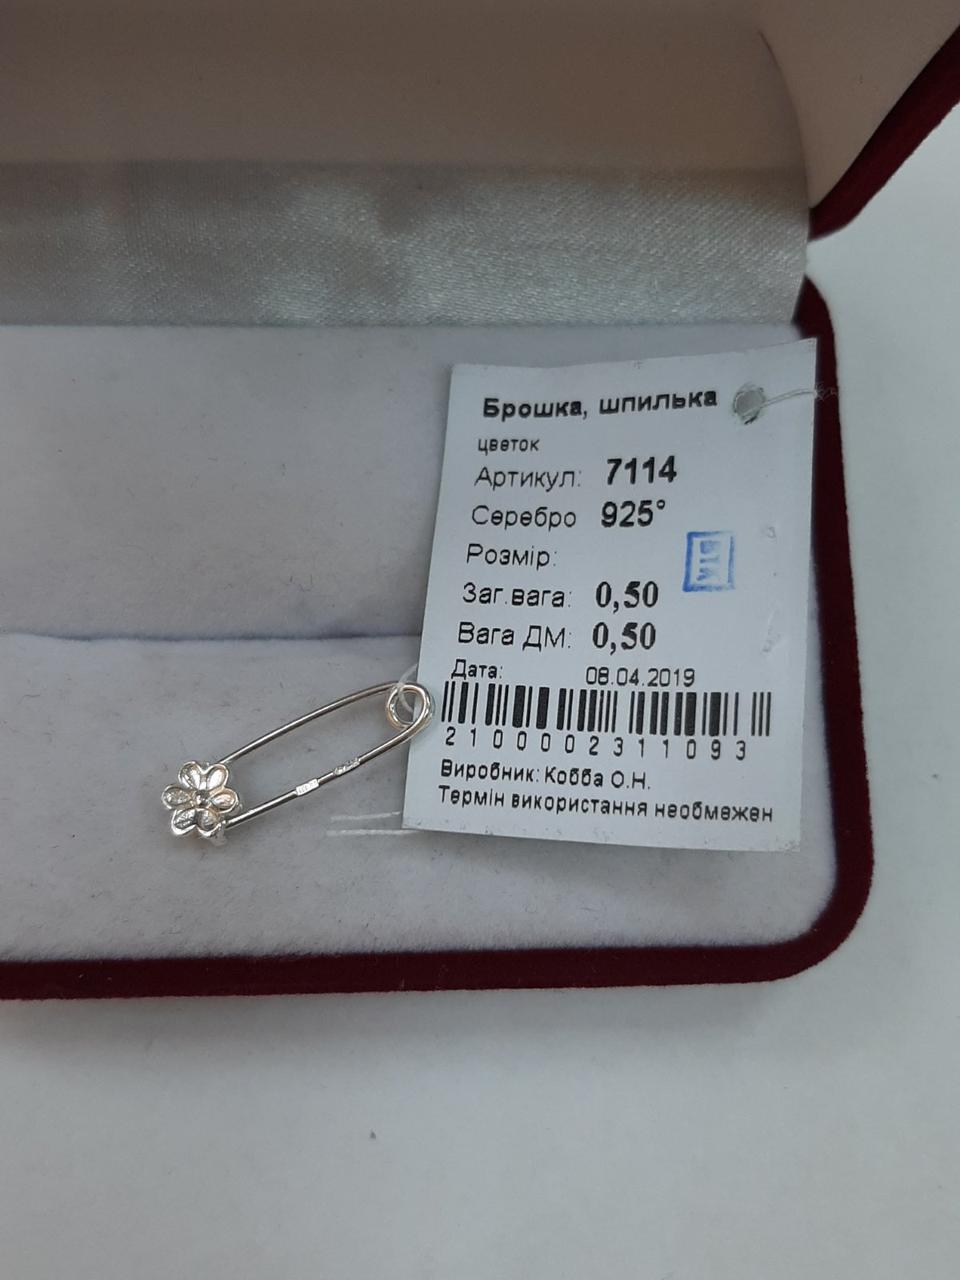 Брошка, шпилька
цветок
Артикул: 7114
Серебро 925°
Розмір:
Заг.вага: 0,50
Вага ДМ: 0,50
ВТК
Дата: 08.04.2019
2100002311093
Виробник: Кобба О.Н.
Термін використання необмежен